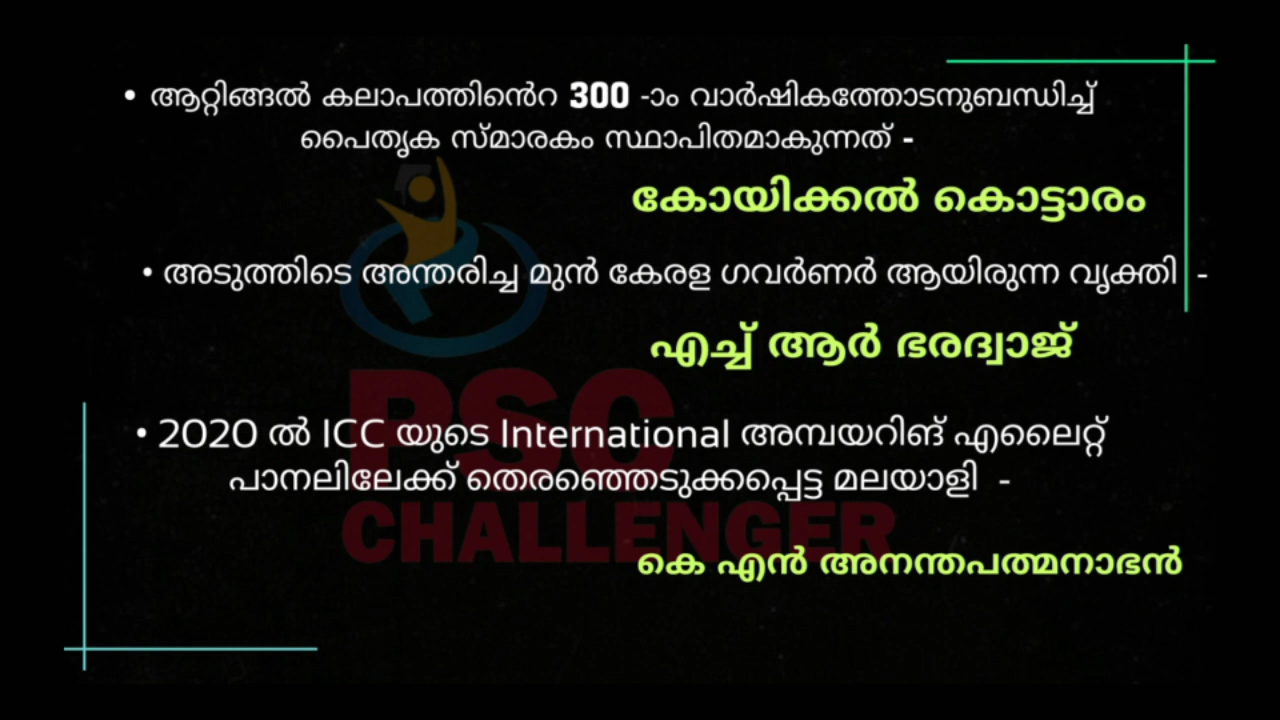 • ആറ്റിങ്ങൽ കലാപത്തിൻെറ 300 -ാം വാർഷികത്തോടനുബന്ധിച്ച്
പൈതൃക സ്മാരകം സ്ഥാപിതമാകുന്നത് -
കോയിക്കൽ കൊട്ടാരം
• അടുത്തിടെ അന്തരിച്ച മുൻ കേരള ഗവർണർ ആയിരുന്ന വ്യക്തി -
എച്ച് ആർ ഭരദ്വാജ്
• 2020 ൽ ICC യുടെ International അമ്പയറിങ് എലൈറ്റ്
പാനലിലേക്ക് തെരഞ്ഞെടുക്കപ്പെട്ട മലയാളി -
കെ എൻ അനന്തപത്മനാഭൻ
PSC
CHALLENGER